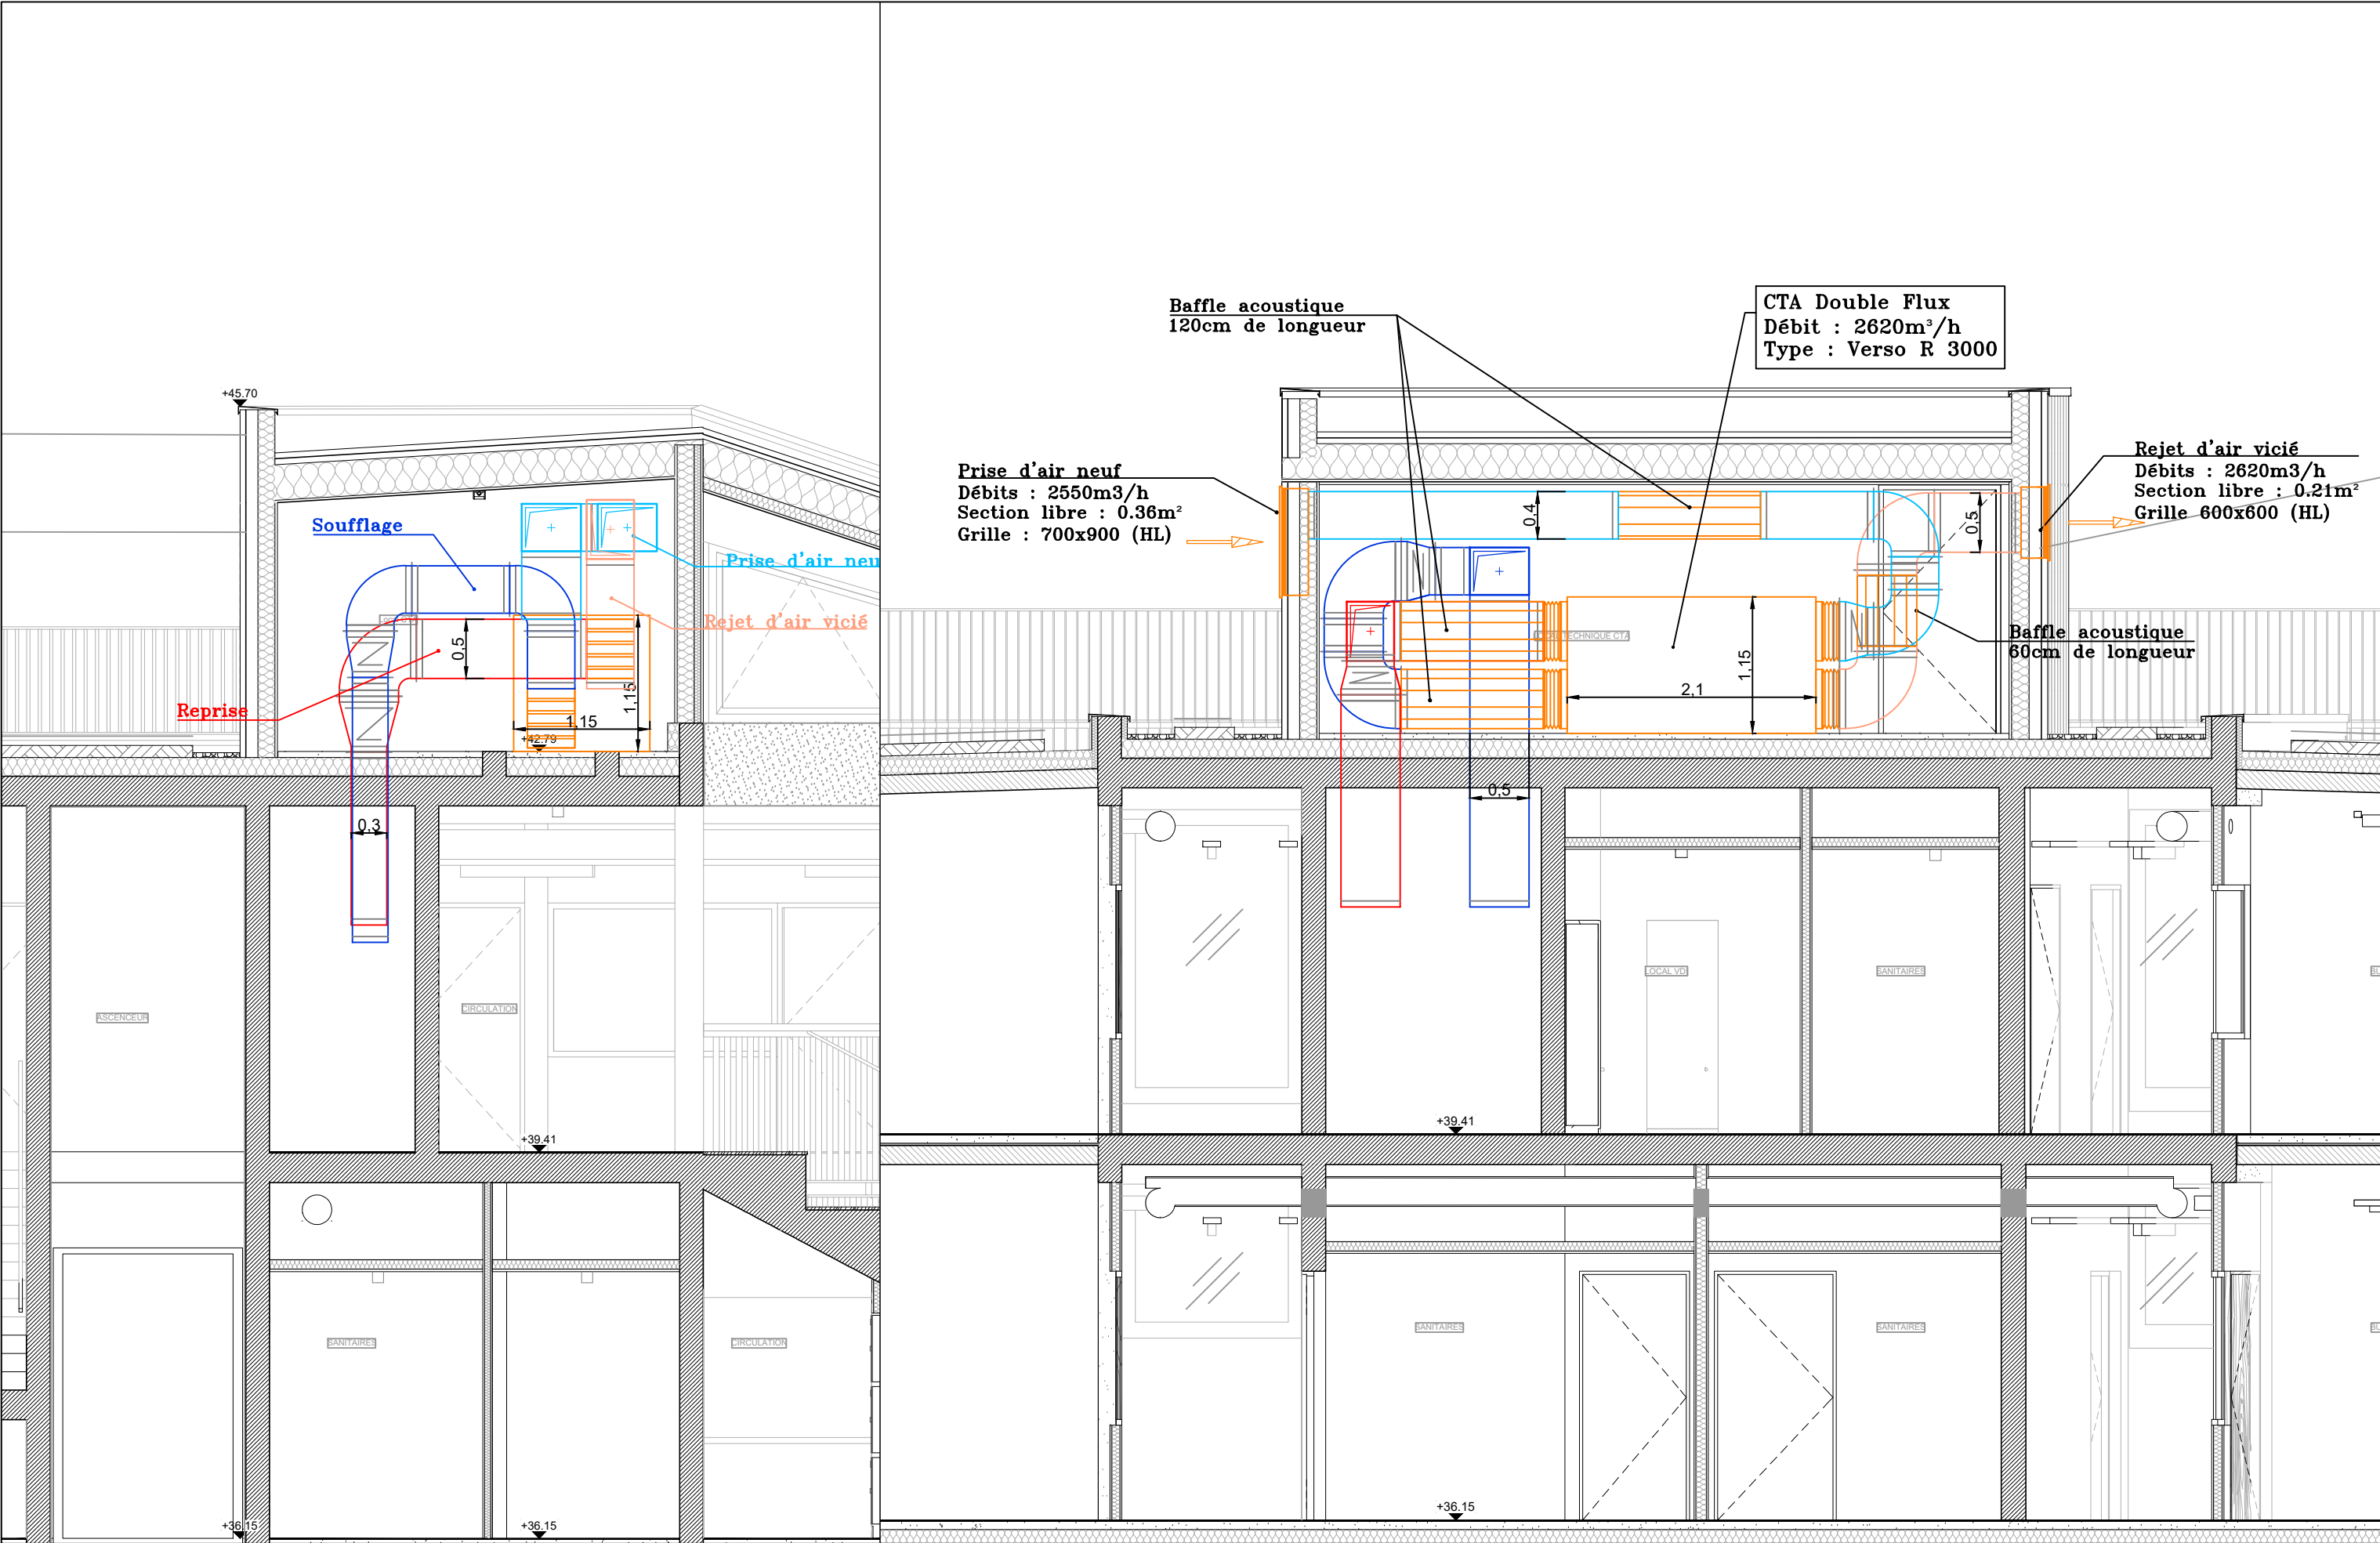 +45.70
Soufflage
Prise d'air neu
Rejet d'air vicié
0,5
1,15
1,15
Reprise
+42.79
0,3
ASCENCEUR
CIRCULATION
+39.41
SANITAIRES
CIRCULATION
+36.15
+36.15
Baffle acoustique
120cm de longueur
CTA Double Flux
Débit : 2620m³/h
Type : Verso R 3000
Prise d'air neuf
Débits : 2550m3/h
Section libre : 0.36m²
Grille : 700x900 (HL)
Rejet d'air vicié
Débits : 2620m3/h
Section libre : 0.21m²
Grille 600x600 (HL)
0,4
0,5
TECHNIQUE CTA
Baffle acoustique
60cm de longueur
1,15
2,1
0,5
LOCAL VDI
SANITAIRES
+39.41
SANITAIRES
SANITAIRES
+36.15